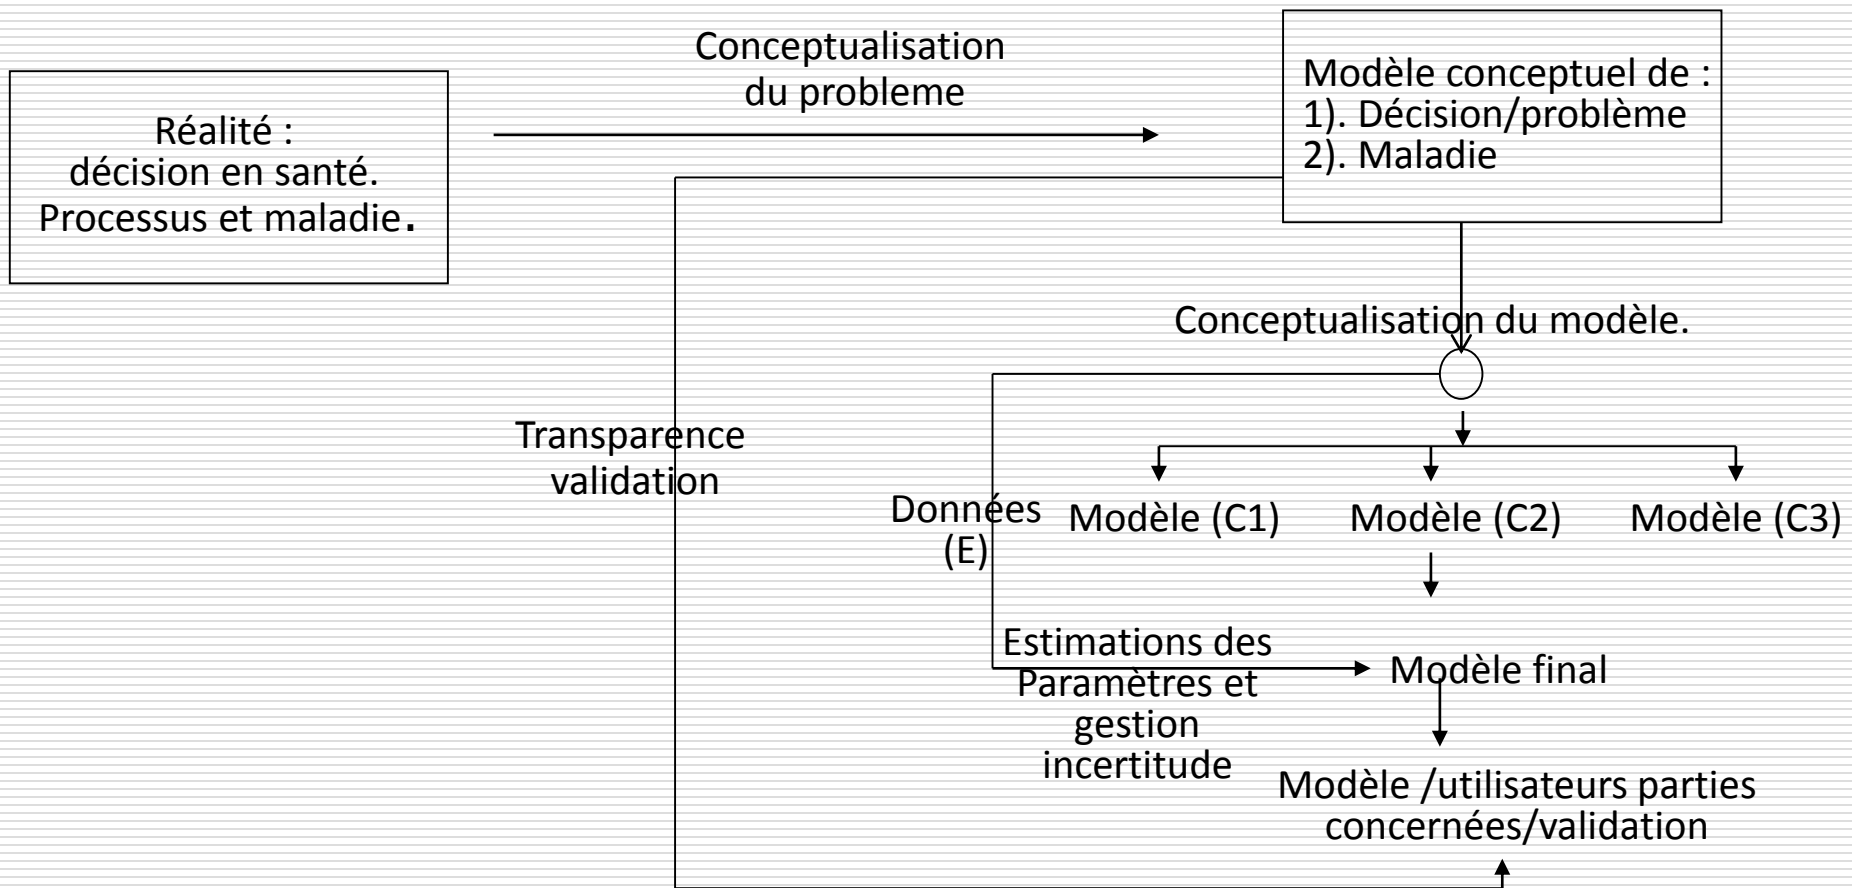 Conceptualisation
du probleme
Réalité :
décision en santé.
Processus et maladie.
Modèle conceptuel de :
1). Décision/problème
2). Maladie
Conceptualisation du modèle.
Transparence
validation
Données
(E)
Modèle (C1)
Modèle (C2)
Modèle (C3)
Estimations des
Paramètres et
gestion
incertitude
Modèle final
Modèle /utilisateurs parties
concernées/validation